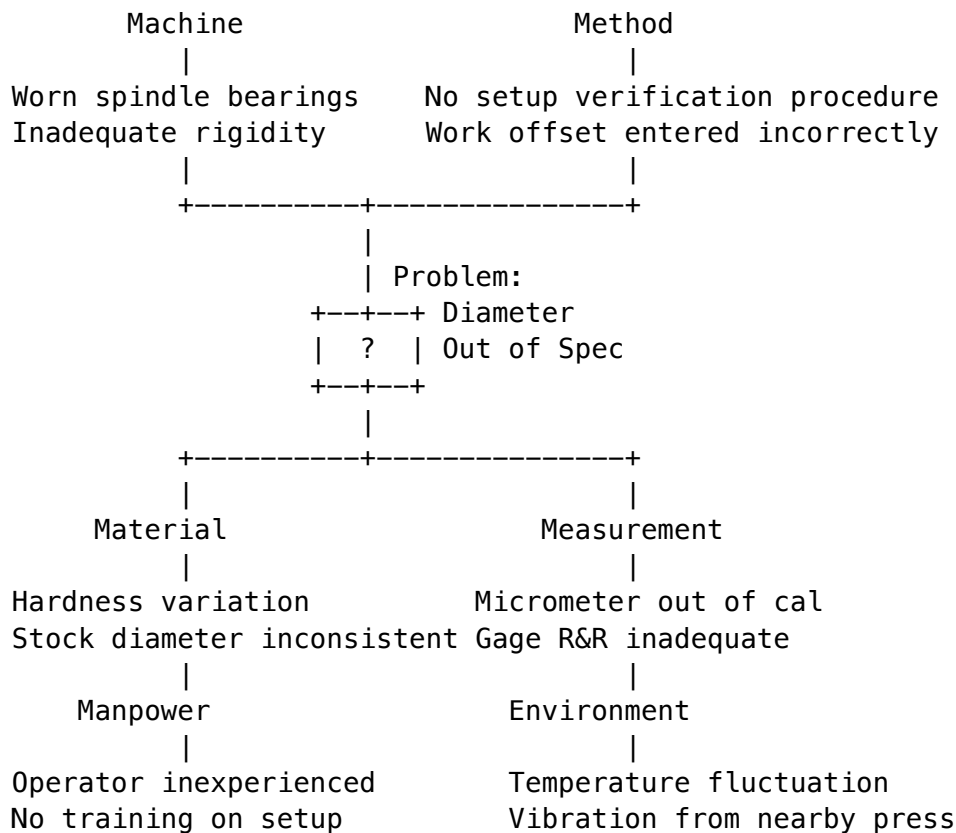 Machine Method
Worn spindle bearings No setup verification procedure
Inadequate rigidity Work offset entered incorrectly
Problem:
Diameter
? Out of Spec
Material Measurement
Hardness variation Micrometer out of cal
Stock diameter inconsistent Gage R&R inadequate
Manpower Environment
Operator inexperienced Temperature fluctuation
No training on setup Vibration from nearby press